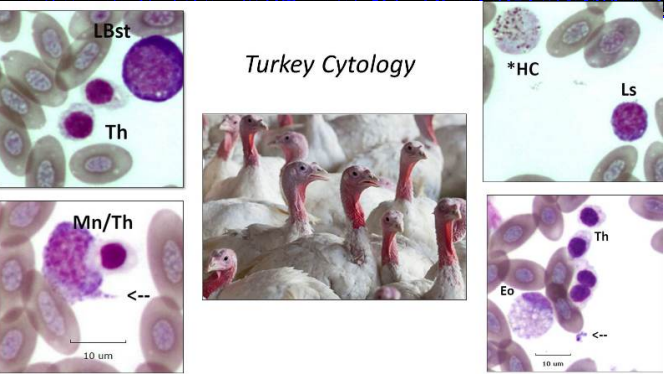 LBst
Th
Turkey Cytology
*HC
Ls
Mn/Th
<--
10 um
Th
Eo
<--
10 um